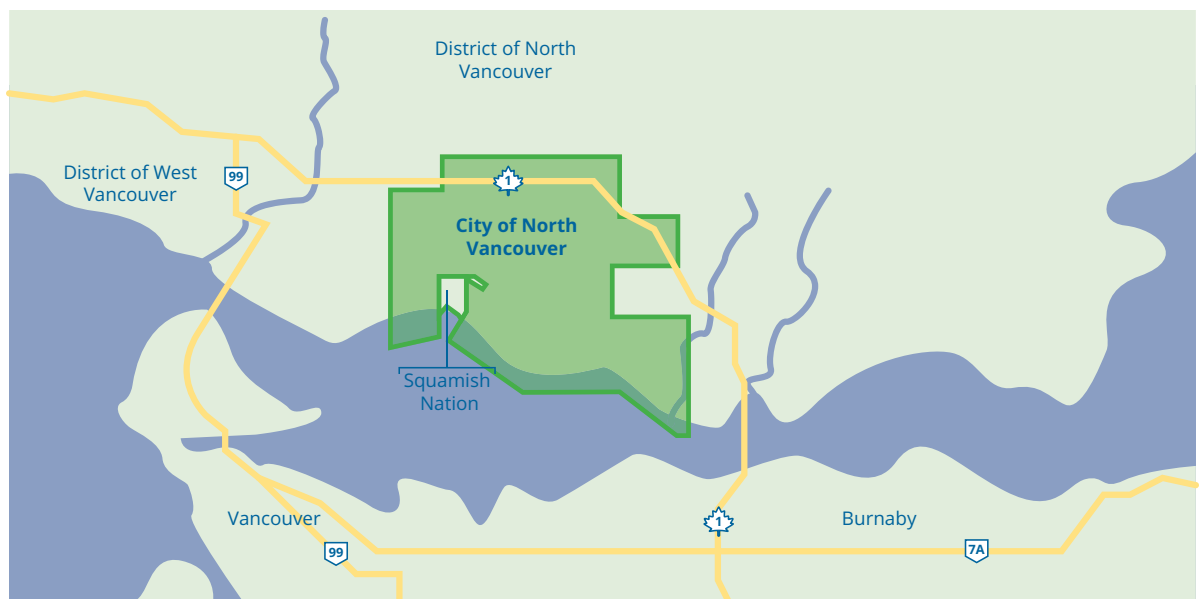 District of North
Vancouver
District of West
Vancouver
99
1
City of North
Vancouver
Squamish
Nation
Vancouver
99
1
Burnaby
7A